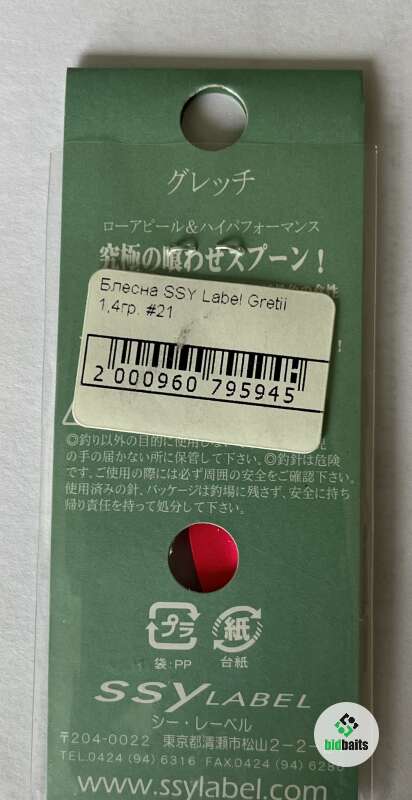 グレッチ
ローアピール&ハイパフォーマンス
究極の喰わせスプーン!
Блесна SSY Label Gretii
1,4гр. #21
2 000960 795945
◎釣り以外の目的に使用しな
の手の届かない所に保管して下さい。◎釣針は危険
です。ご使用の際には必ず周囲の安全をご確認下さい。
使用済みの針、パッケージは釣場に残さず、安全に持ち
帰り責任を持って処分して下さい。
プラ 紙
袋:PP 台紙
SSY LABEL
シー・レーベル
〒204-0022 東京都清瀬市松山2-2-
TEL.0424 (94) 6316 FAX.0424 (94) 6286
www.ssylabel.com
bidbaits